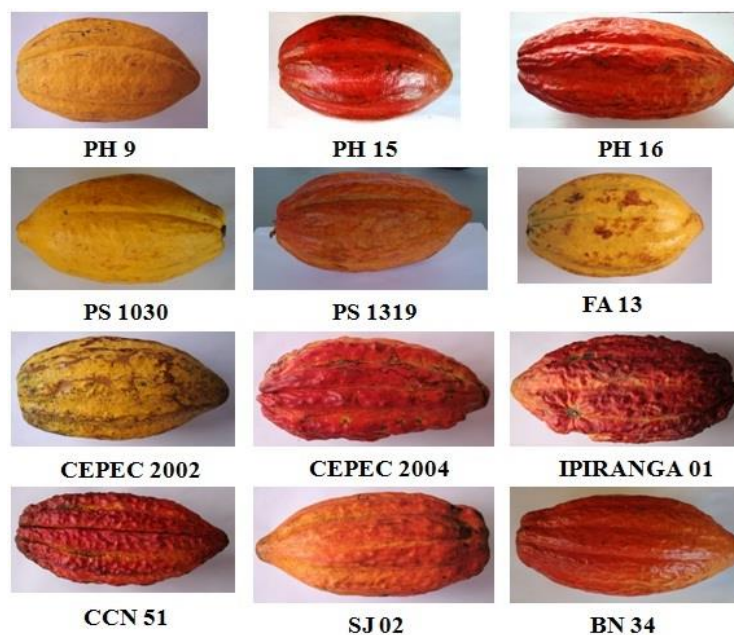 PH 9
PH 15
PH 16
PS 1030
PS 1319
FA 13
CEPEC 2002
CEPEC 2004
IPIRANGA 01
CCN 51
SJ 02
BN 34